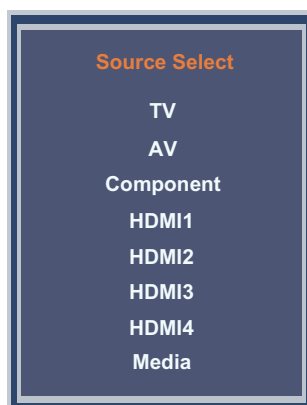 Source Select
TV
AV
Component
HDMI1
HDMI2
HDMI3
HDMI4
Media